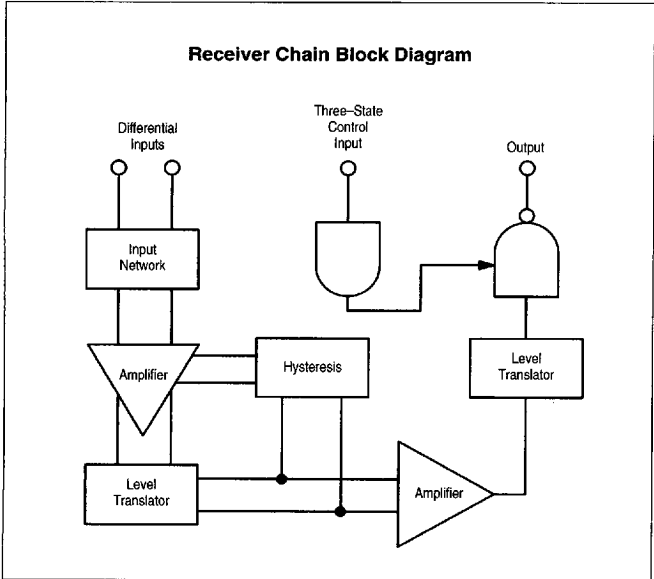 Receiver Chain Block Diagram
Differential
Inputs
Three–State
Control
Input
Output
Input
Network
Amplifier
Hysteresis
Level
Translator
Level
Translator
Amplifier